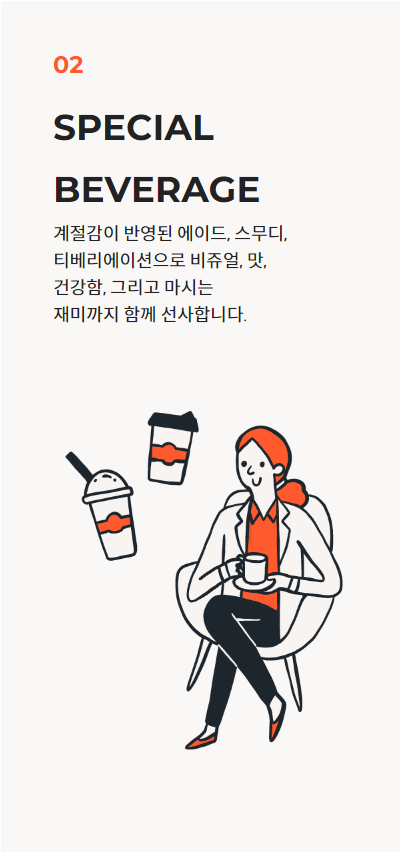 02
SPECIAL
BEVERAGE
계절감이 반영된 에이드, 스무디,
티베리에이션으로 비쥬얼, 맛,
건강함, 그리고 마시는
재미까지 함께 선사합니다.